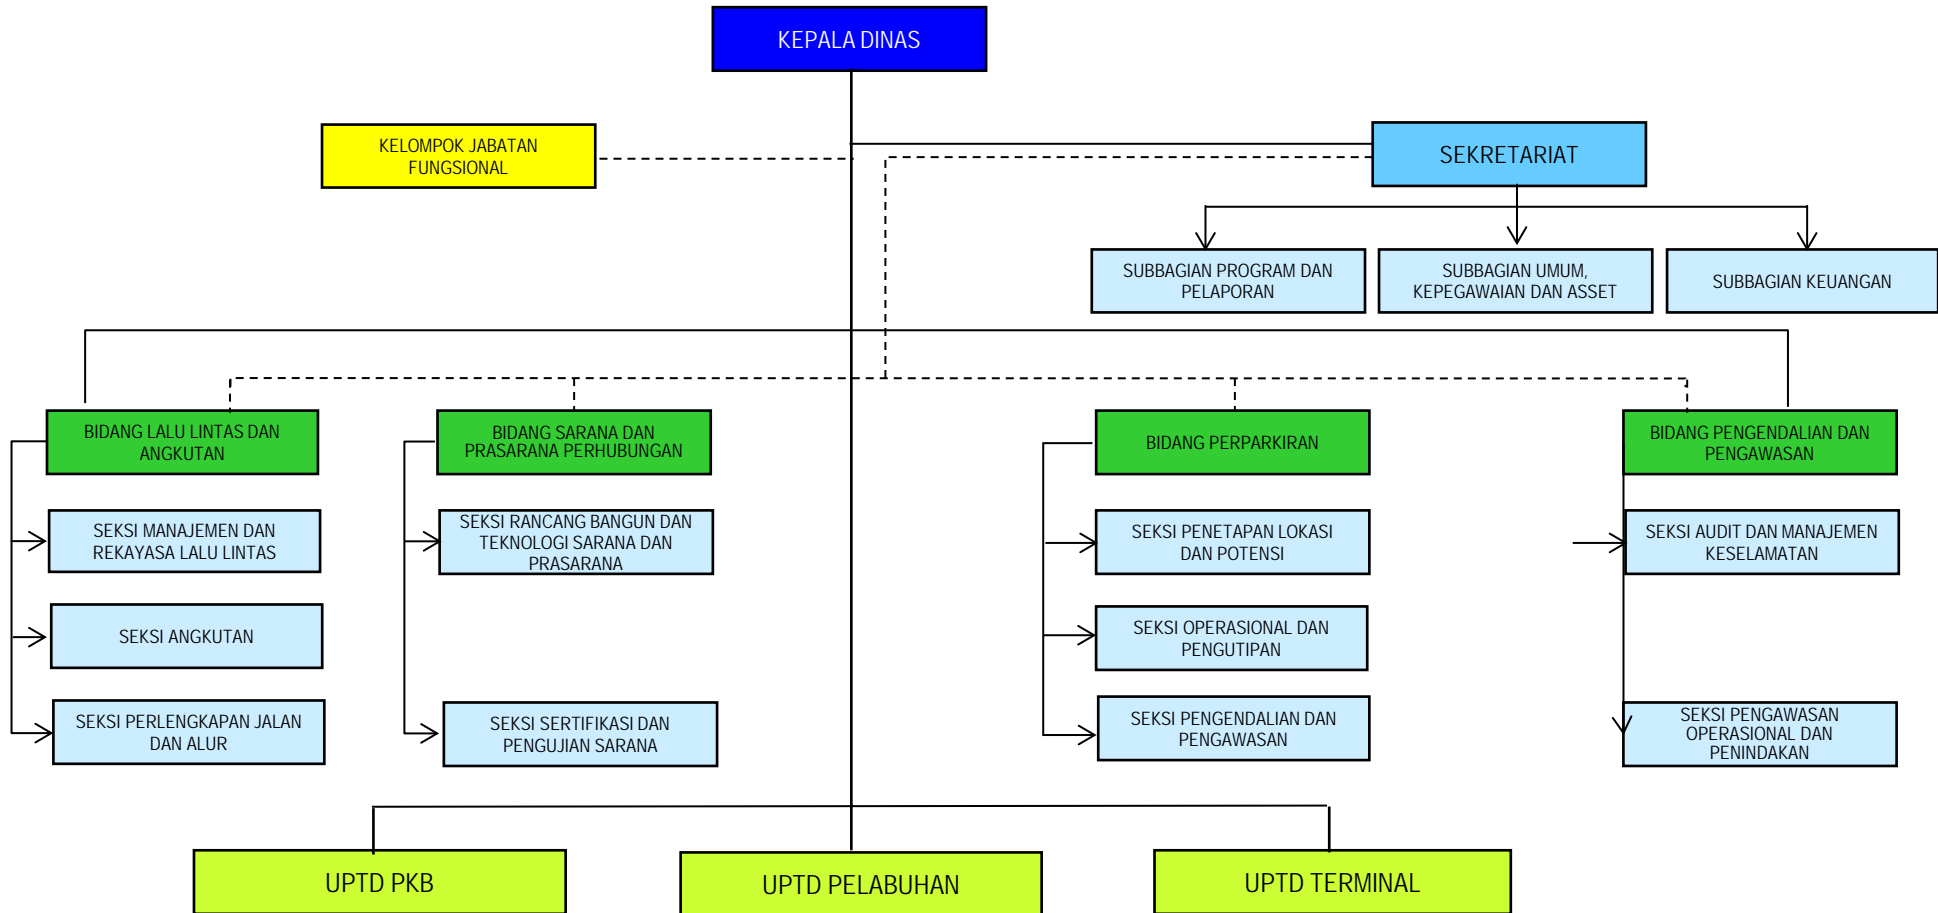 KEPALA DINAS
KELOMPOK JABATAN
FUNGSIONAL
SEKRETARIAT
SUBBAGIAN PROGRAM DAN
PELAPORAN
SUBBAGIAN UMUM,
KEPEGAWAIAN DAN ASSET
SUBBAGIAN KEUANGAN
BIDANG LALU LINTAS DAN
ANGKUTAN
BIDANG SARANA DAN
PRASARANA PERHUBUNGAN
BIDANG PERPARKIRAN
BIDANG PENGENDALIAN DAN
PENGAWASAN
SEKSI MANAJEMEN DAN
REKAYASA LALU LINTAS
SEKSI RANCANG BANGUN DAN
TEKNOLOGI SARANA DAN
PRASARANA
SEKSI PENETAPAN LOKASI
DAN POTENSI
SEKSI AUDIT DAN MANAJEMEN
KESELAMATAN
SEKSI ANGKUTAN
SEKSI OPERASIONAL DAN
PENGUTIPAN
SEKSI PERLENGKAPAN JALAN
DAN ALUR
SEKSI SERTIFIKASI DAN
PENGUJIAN SARANA
SEKSI PENGENDALIAN DAN
PENGAWASAN
SEKSI PENGAWASAN
OPERASIONAL DAN
PENINDAKAN
UPTD PKB
UPTD PELABUHAN
UPTD TERMINAL